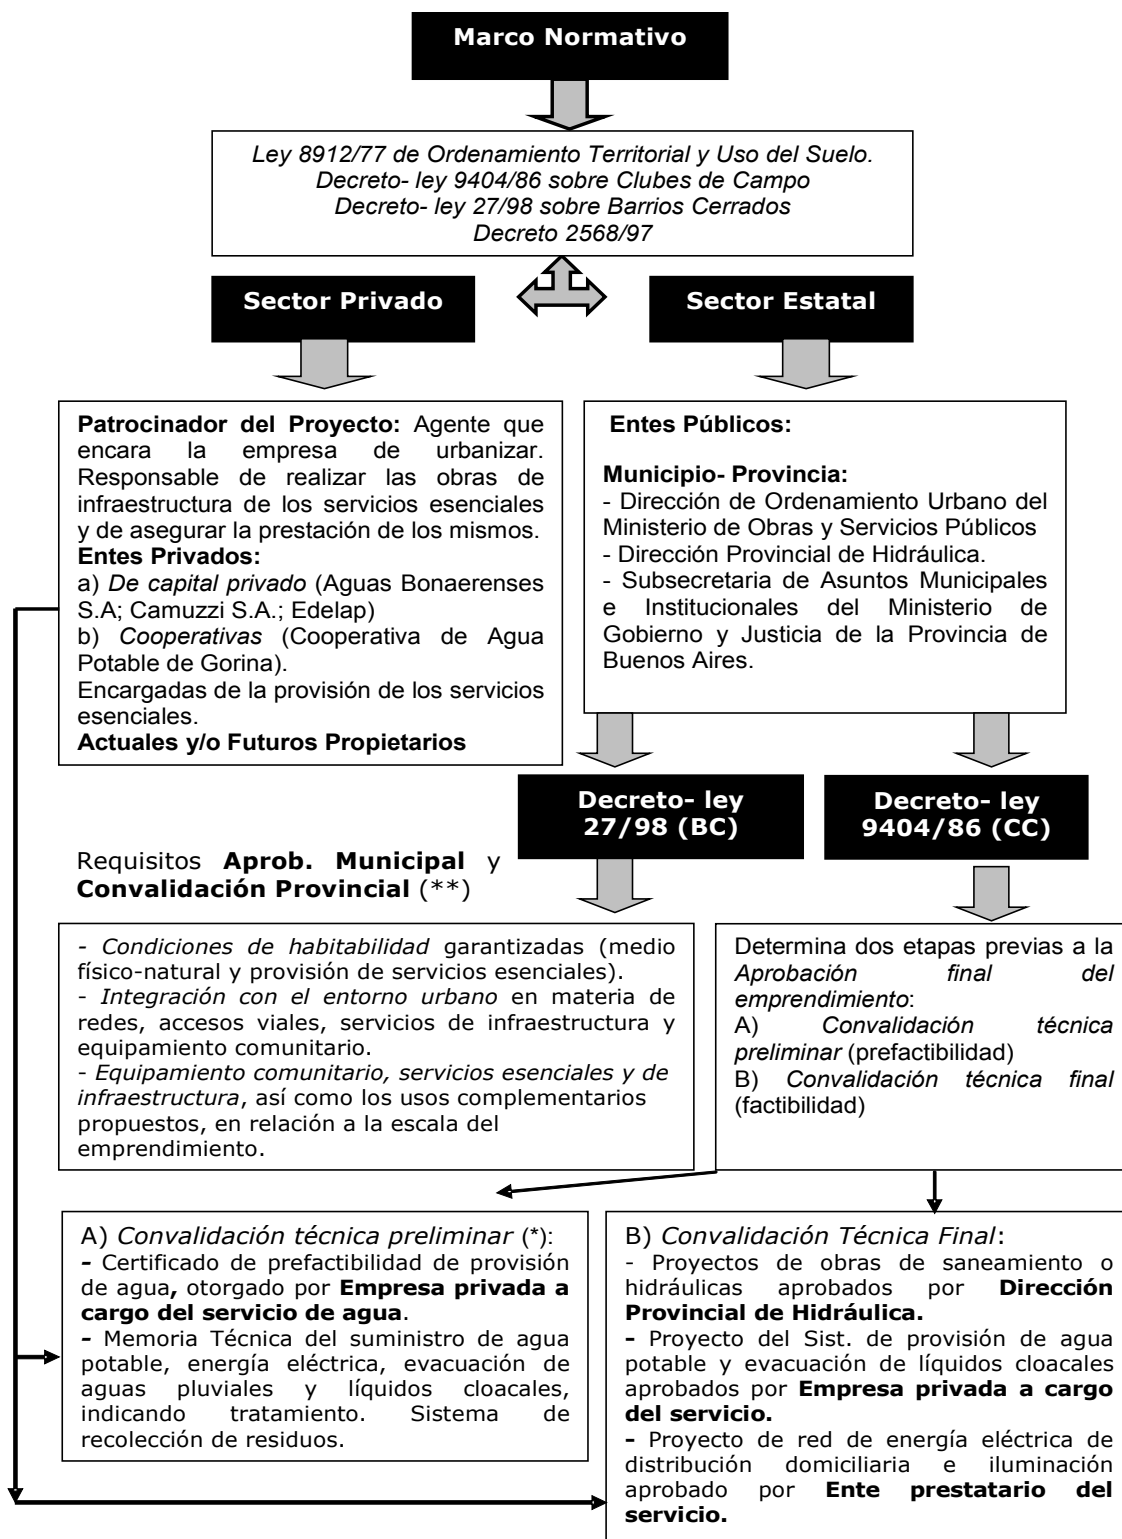 Marco Normativo
Ley 8912/77 de Ordenamiento Territorial y Uso del Suelo.
Decreto- ley 9404/86 sobre Clubes de Campo
Decreto- ley 27/98 sobre Barrios Cerrados
Decreto 2568/97
Sector Privado
Sector Estatal
Patrocinador del Proyecto: Agente que
encara la empresa de urbanizar.
Responsable de realizar las obras de
infraestructura de los servicios esenciales
y de asegurar la prestación de los mismos.
Entes Privados:
a) De capital privado (Aguas Bonaerenses
S.A; Camuzzi S.A.; Edelap)
b) Cooperativas (Cooperativa de Agua
Potable de Gorina).
Encargadas de la provisión de los servicios
esenciales.
Actuales y/o Futuros Propietarios
Entes Públicos:
Municipio- Provincia:
- Dirección de Ordenamiento Urbano del
Ministerio de Obras y Servicios Públicos
- Dirección Provincial de Hidráulica.
- Subsecretaria de Asuntos Municipales
e Institucionales del Ministerio de
Gobierno y Justicia de la Provincia de
Buenos Aires.
Decreto- ley
27/98 (BC)
Decreto- ley
9404/86 (CC)
Requisitos Aprob. Municipal y
Convalidación Provincial (**)
- Condiciones de habitabilidad garantizadas (medio
físico-natural y provisión de servicios esenciales).
- Integración con el entorno urbano en materia de
redes, accesos viales, servicios de infraestructura y
equipamiento comunitario.
- Equipamiento comunitario, servicios esenciales y de
infraestructura, así como los usos complementarios
propuestos, en relación a la escala del
emprendimiento.
Determina dos etapas previas a la
Aprobación final del
emprendimiento:
A) Convalidación técnica
preliminar (prefactibilidad)
B) Convalidación técnica final
(factibilidad)
A) Convalidación técnica preliminar (*):
- Certificado de prefactibilidad de provisión
de agua, otorgado por Empresa privada a
cargo del servicio de agua.
- Memoria Técnica del suministro de agua
potable, energía eléctrica, evacuación de
aguas pluviales y líquidos cloacales,
indicando tratamiento. Sistema de
recolección de residuos.
B) Convalidación Técnica Final:
- Proyectos de obras de saneamiento o
hidráulicas aprobados por Dirección
Provincial de Hidráulica.
- Proyecto del Sist. de provisión de agua
potable y evacuación de líquidos cloacales
aprobados por Empresa privada a cargo
del servicio.
- Proyecto de red de energía eléctrica de
distribución domiciliaria e iluminación
aprobado por Ente prestatario del
servicio.